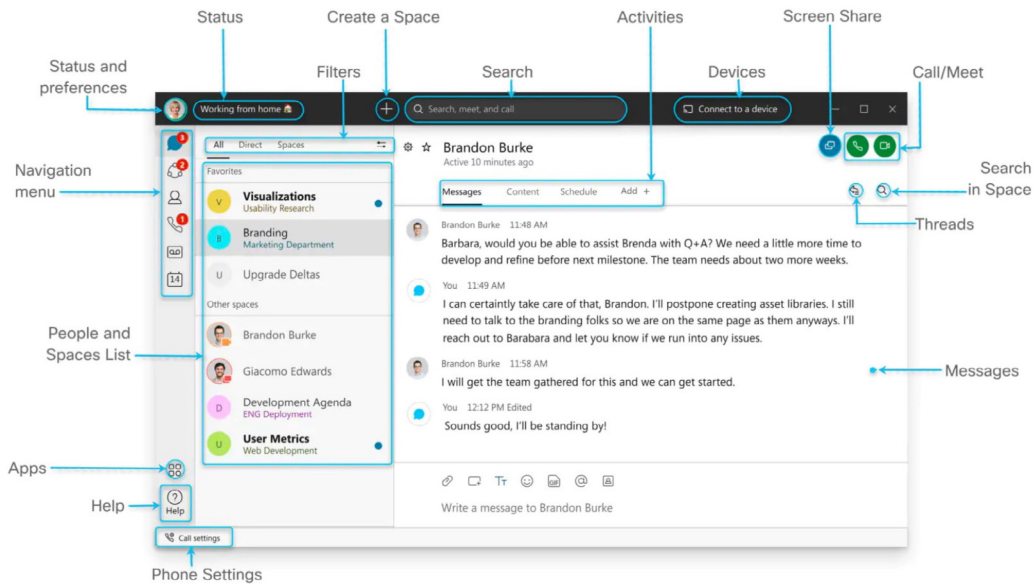 Status
Create a Space
Activities
Screen Share
Status and
preferences
Filters
Search
Devices
Call/Meet
Working from home
Search, meet, and call
Connect to a device
Navigation
menu
3
2
1
14
All Direct Spaces
Favorites
V
Visualizations
Usability Research
B
Branding
Marketing Department
U
Upgrade Deltas
Other spaces
Brandon Burke
Giacomo Edwards
D
Development Agenda
ENG Deployment
U
User Metrics
Web Development
People and
Spaces List
Apps
Help
Help
Call settings
Phone Settings
Brandon Burke
Active 10 minutes ago
Messages Content Schedule Add +
Search
in Space
Threads
Brandon Burke 11:48 AM
Barbara, would you be able to assist Brenda with Q+A? We need a little more time to
develop and refine before next milestone. The team needs about two more weeks.
You 11:49 AM
I can certaintly take care of that, Brandon. I'll postpone creating asset libraries. I still
need to talk to the branding folks so we are on the same page as them anyways. I'll
reach out to Barabara and let you know if we run into any issues.
Brandon Burke 11:58 AM
I will get the team gathered for this and we can get started.
Messages
You 12:12 PM Edited
Sounds good, I'll be standing by!
GIF
Write a message to Brandon Burke